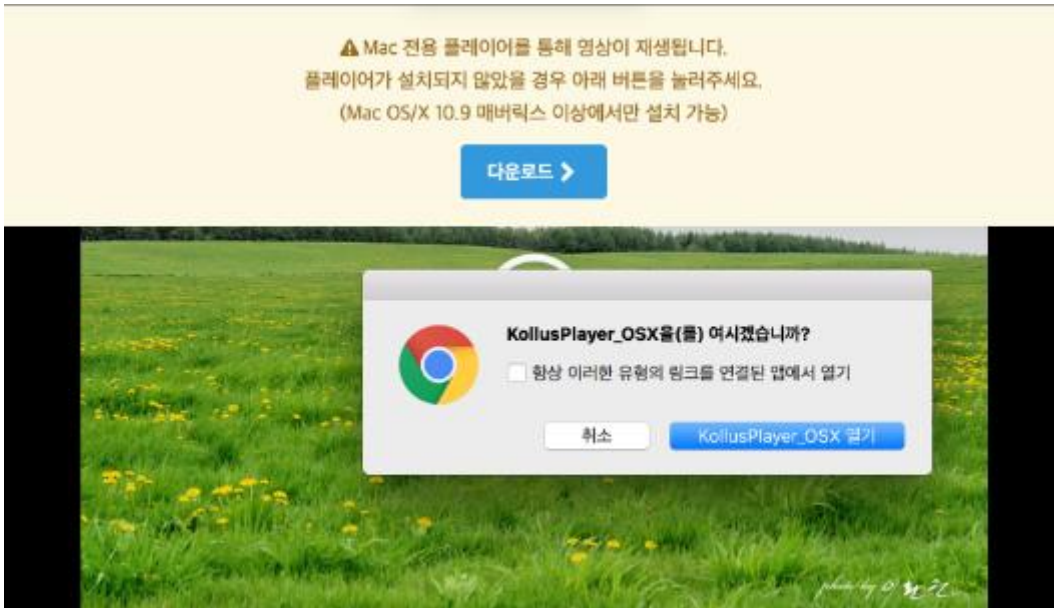 Mac 전용 플레이어를 통해 영상이 재생됩니다.
플레이어가 설치되지 않았을 경우 아래 버튼을 눌러주세요.
(Mac OS/X 10.9 매버릭스 이상에서만 설치 가능)
다운로드
KollusPlayer_OSX을(를) 여시겠습니까?
항상 이러한 유형의 링크를 연결된 앱에서 열기
취소
KollusPlayer_OSX 열기
photo by 이